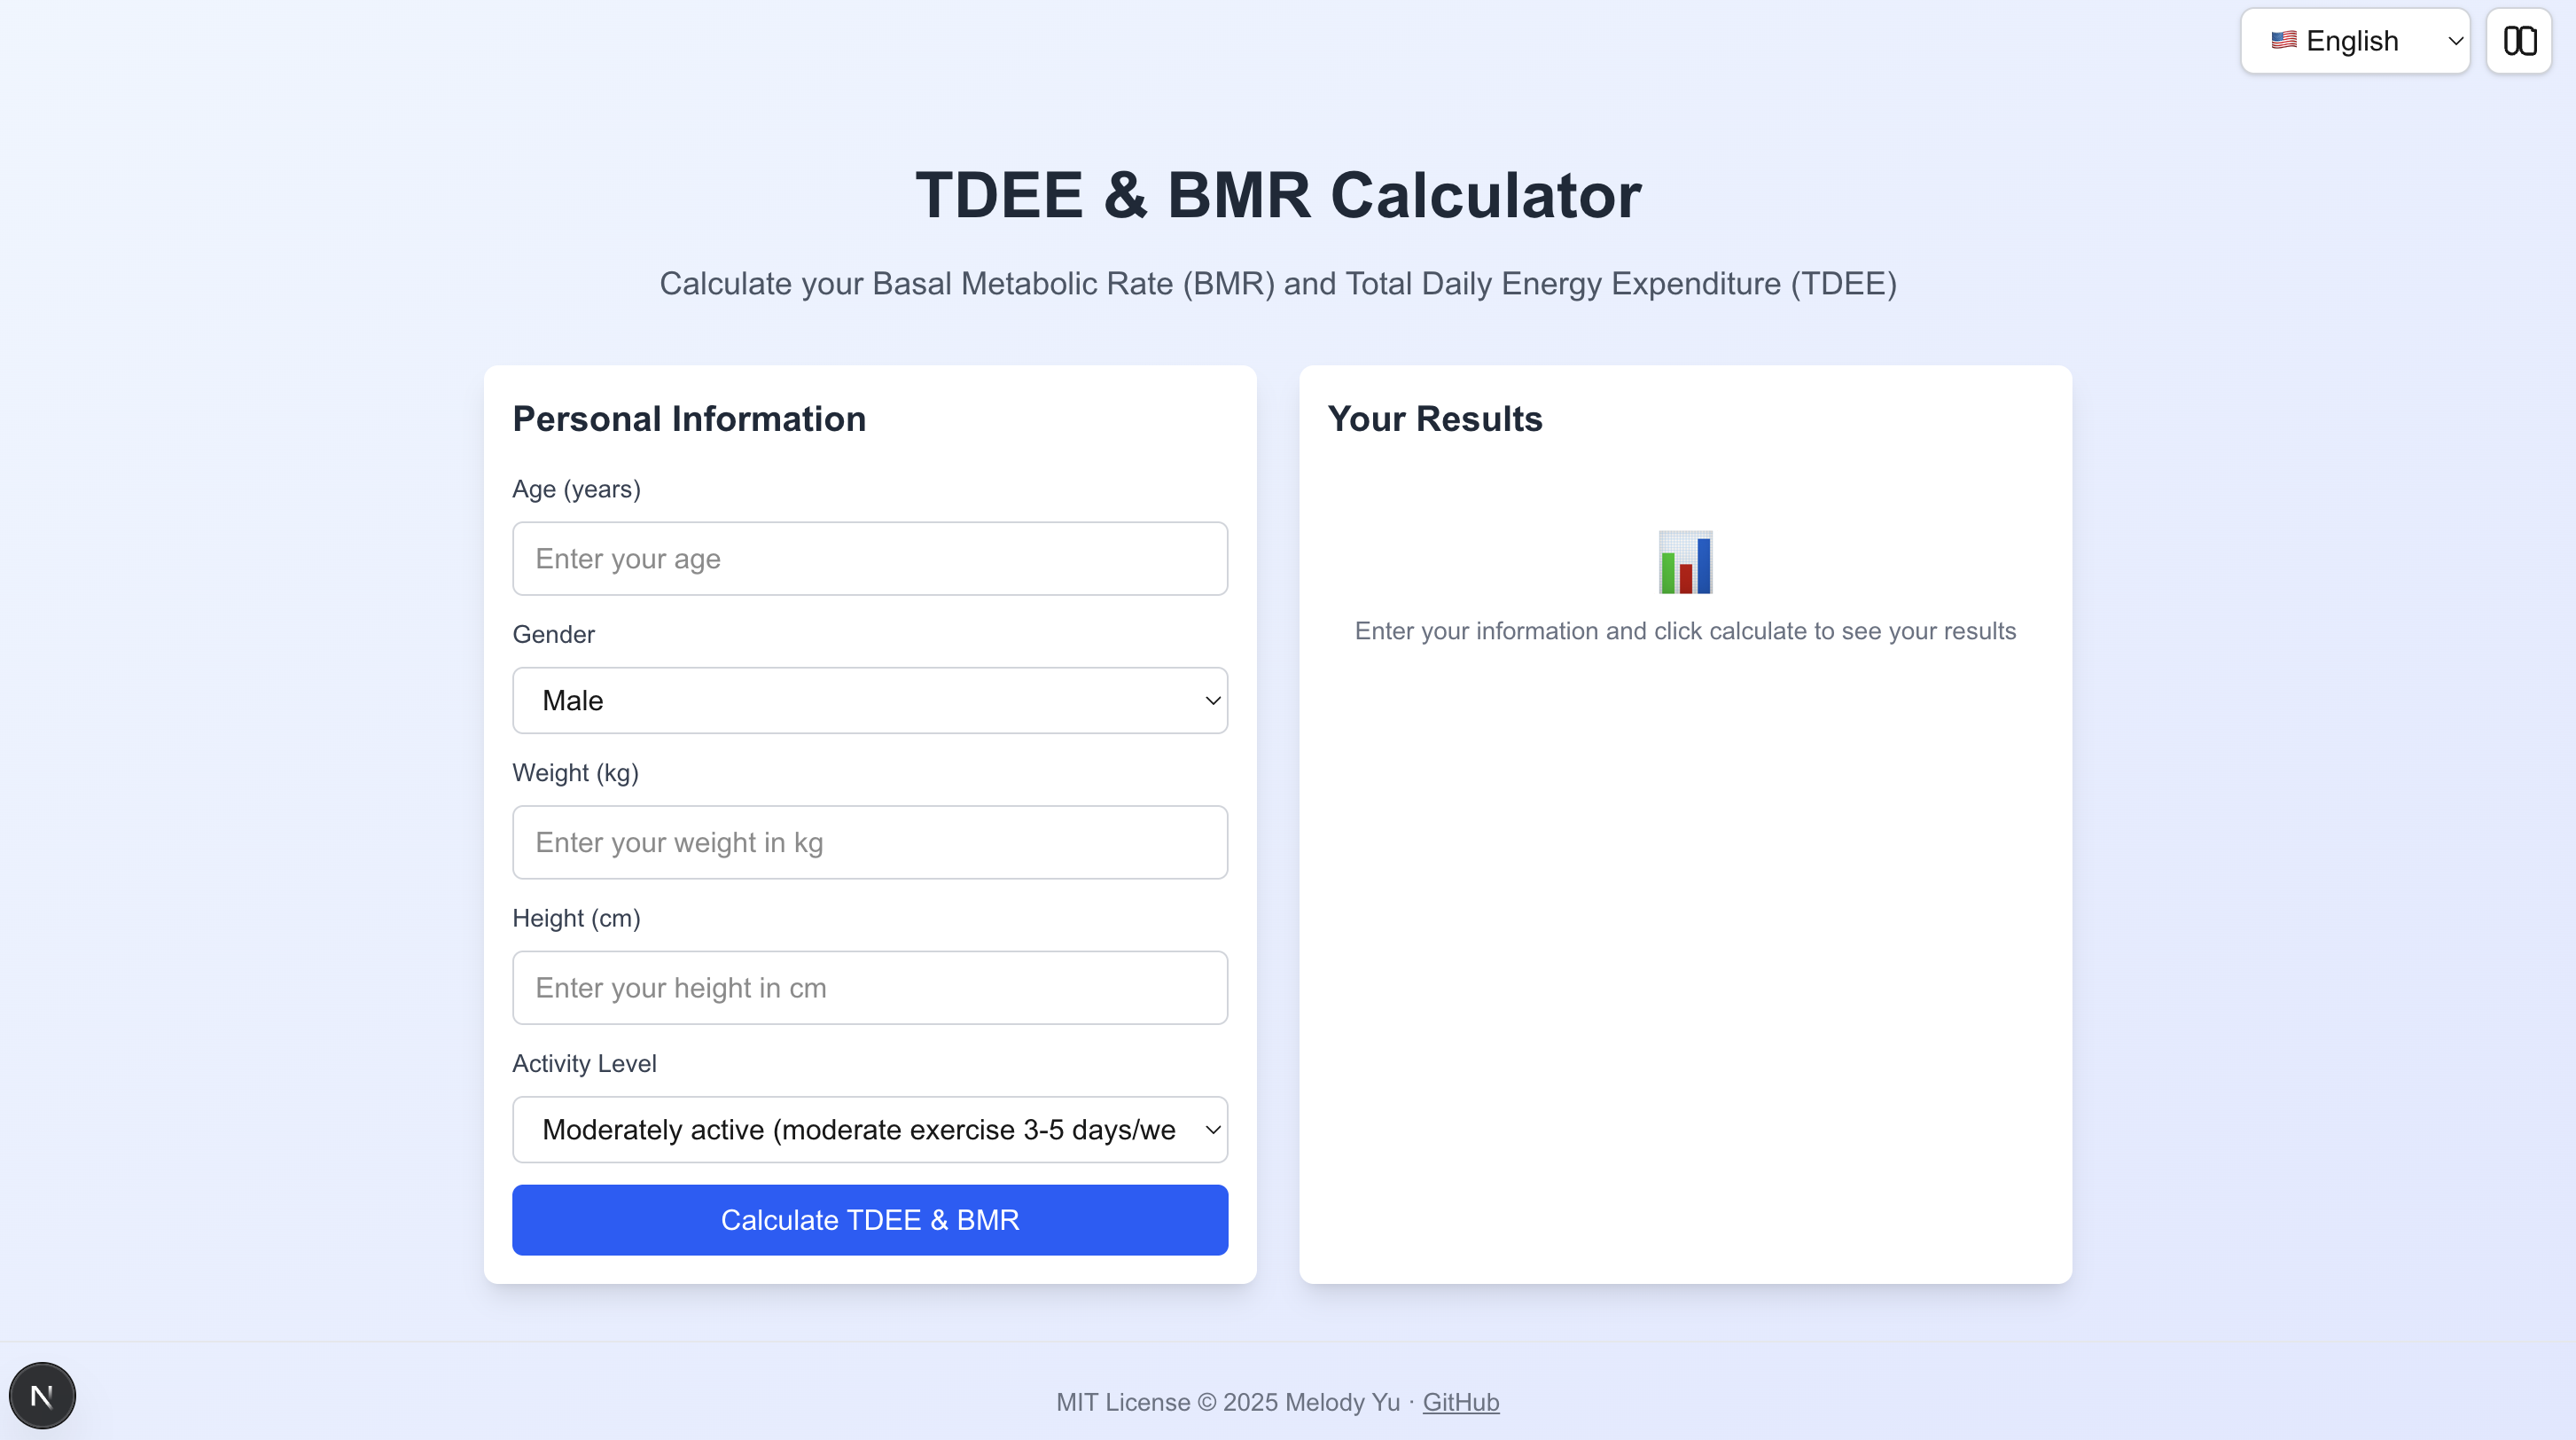 English
TDEE & BMR Calculator
Calculate your Basal Metabolic Rate (BMR) and Total Daily Energy Expenditure (TDEE)
Personal Information
Age (years)
Enter your age
Gender
Male
Weight (kg)
Enter your weight in kg
Height (cm)
Enter your height in cm
Activity Level
Moderately active (moderate exercise 3-5 days/we
Calculate TDEE & BMR
Your Results
Enter your information and click calculate to see your results
N
MIT License © 2025 Melody Yu · GitHub